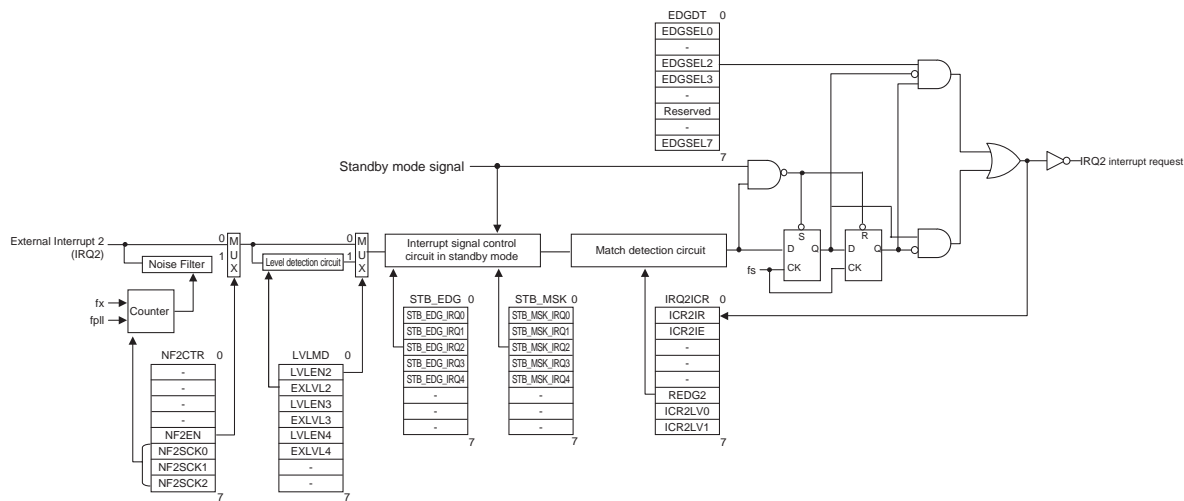 EDGDT 0
EDGSEL0
-
EDGSEL2
EDGSEL3
-
Reserved
-
EDGSEL7
7
Standby mode signal
IRQ2 interrupt request
External Interrupt 2
(IRQ2)
Noise Filter
0
1
M
U
X
Level detection circuit
0
1
M
U
X
Interrupt signal control
circuit in standby mode
Match detection circuit
S
D Q
CK
R
D Q
CK
fs
fx
fpll
Counter
NF2CTR 0
-
-
-
-
NF2EN
NF2SCK0
NF2SCK1
NF2SCK2
7
LVLMD 0
LVLEN2
EXLVL2
LVLEN3
EXLVL3
LVLEN4
EXLVL4
-
-
7
STB_EDG 0
STB_EDG_IRQ0
STB_EDG_IRQ1
STB_EDG_IRQ2
STB_EDG_IRQ3
STB_EDG_IRQ4
-
-
-
7
STB_MSK 0
STB_MSK_IRQ0
STB_MSK_IRQ1
STB_MSK_IRQ2
STB_MSK_IRQ3
STB_MSK_IRQ4
-
-
-
7
IRQ2ICR 0
ICR2IR
ICR2IE
-
-
-
REDG2
ICR2LV0
ICR2LV1
7